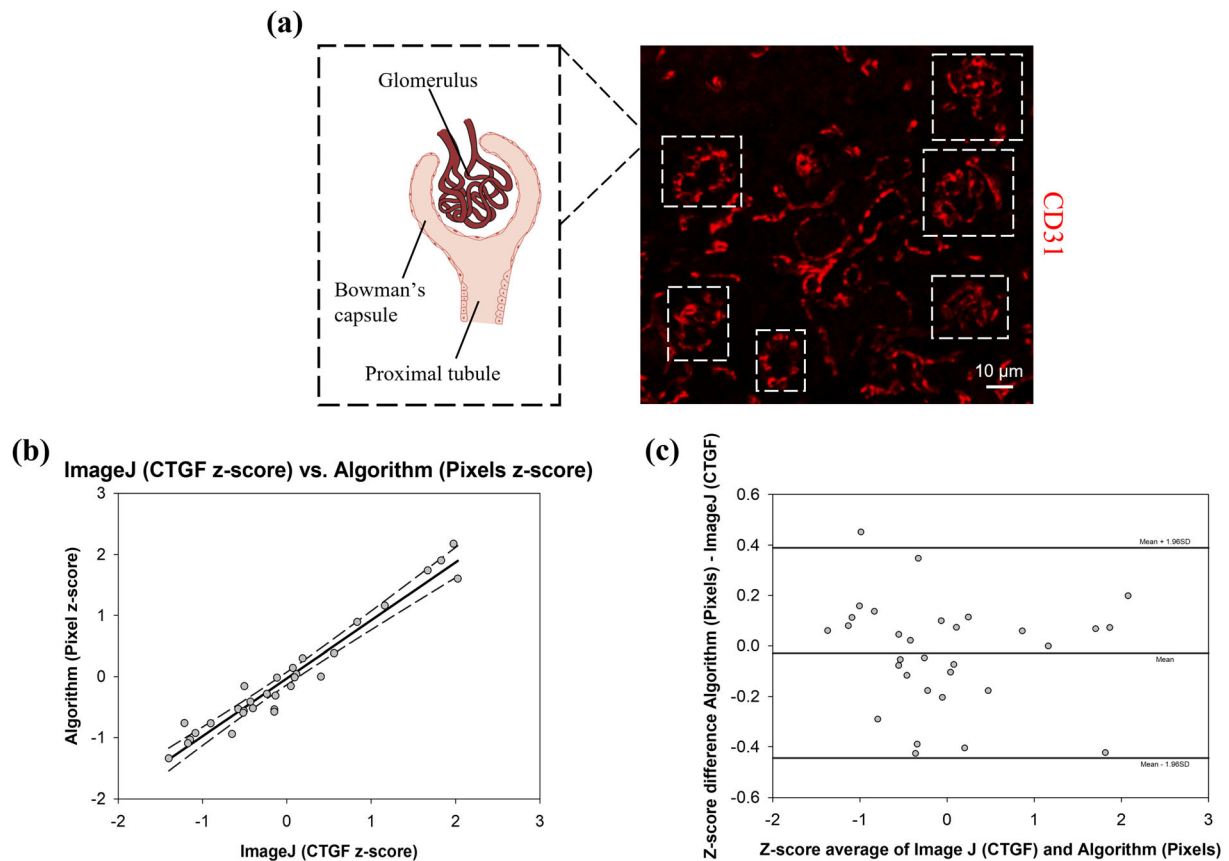 (a)
Glomerulus
Bowman's
capsule
Proximal tubule
CD31
10 µm
(b)
ImageJ (CTGF z-score) vs. Algorithm (Pixels z-score)
Algorithm (Pixel z-score)
3
2
1
0
-1
-2
-2
-1
0
1
2
3
ImageJ (CTGF z-score)
(c)
Z-score difference Algorithm (Pixels) - ImageJ (CTGF)
0.6
0.4
0.2
0.0
-0.2
-0.4
-0.6
Mean + 1.96SD
Mean
Mean - 1.96SD
-2
-1
0
1
2
3
Z-score average of Image J (CTGF) and Algorithm (Pixels)